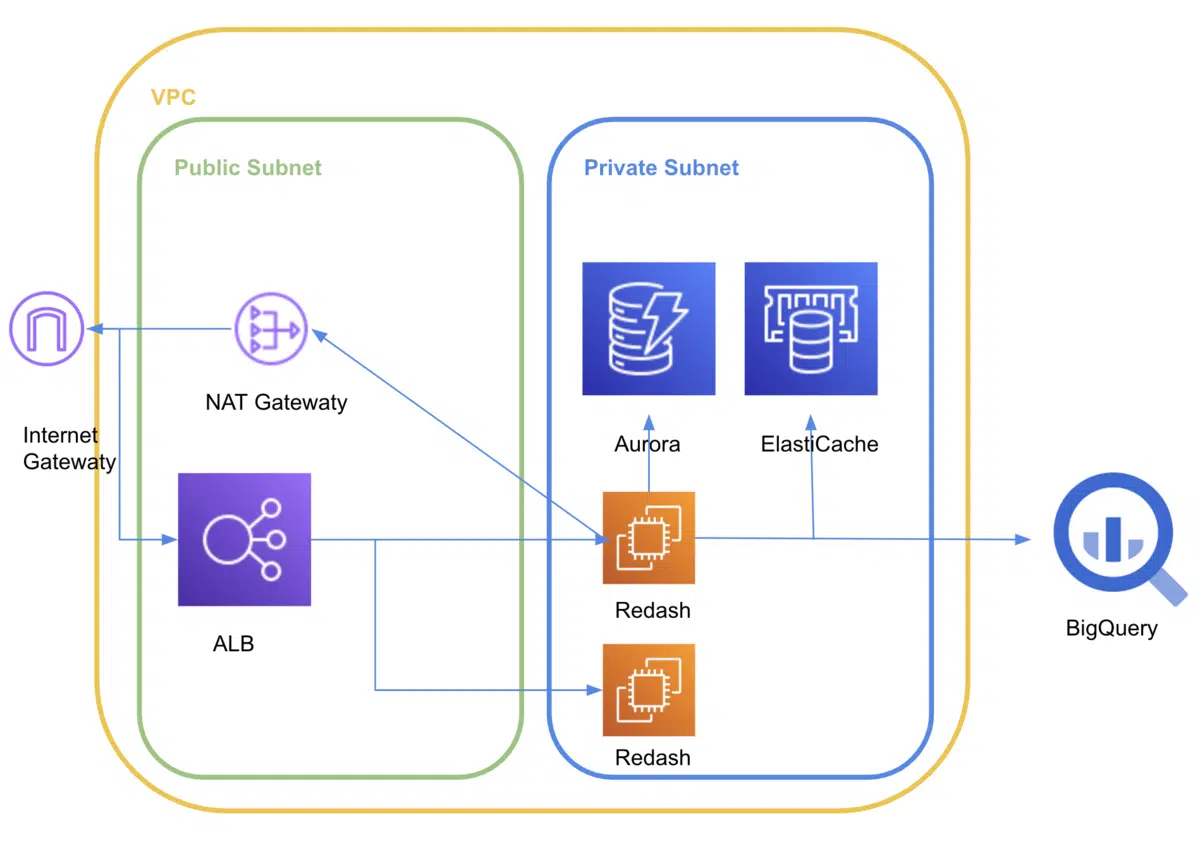 VPC
Public Subnet
Private Subnet
NAT Gatewaty
Internet
Gatewaty
Aurora
ElastiCache
ALB
Redash
BigQuery
Redash